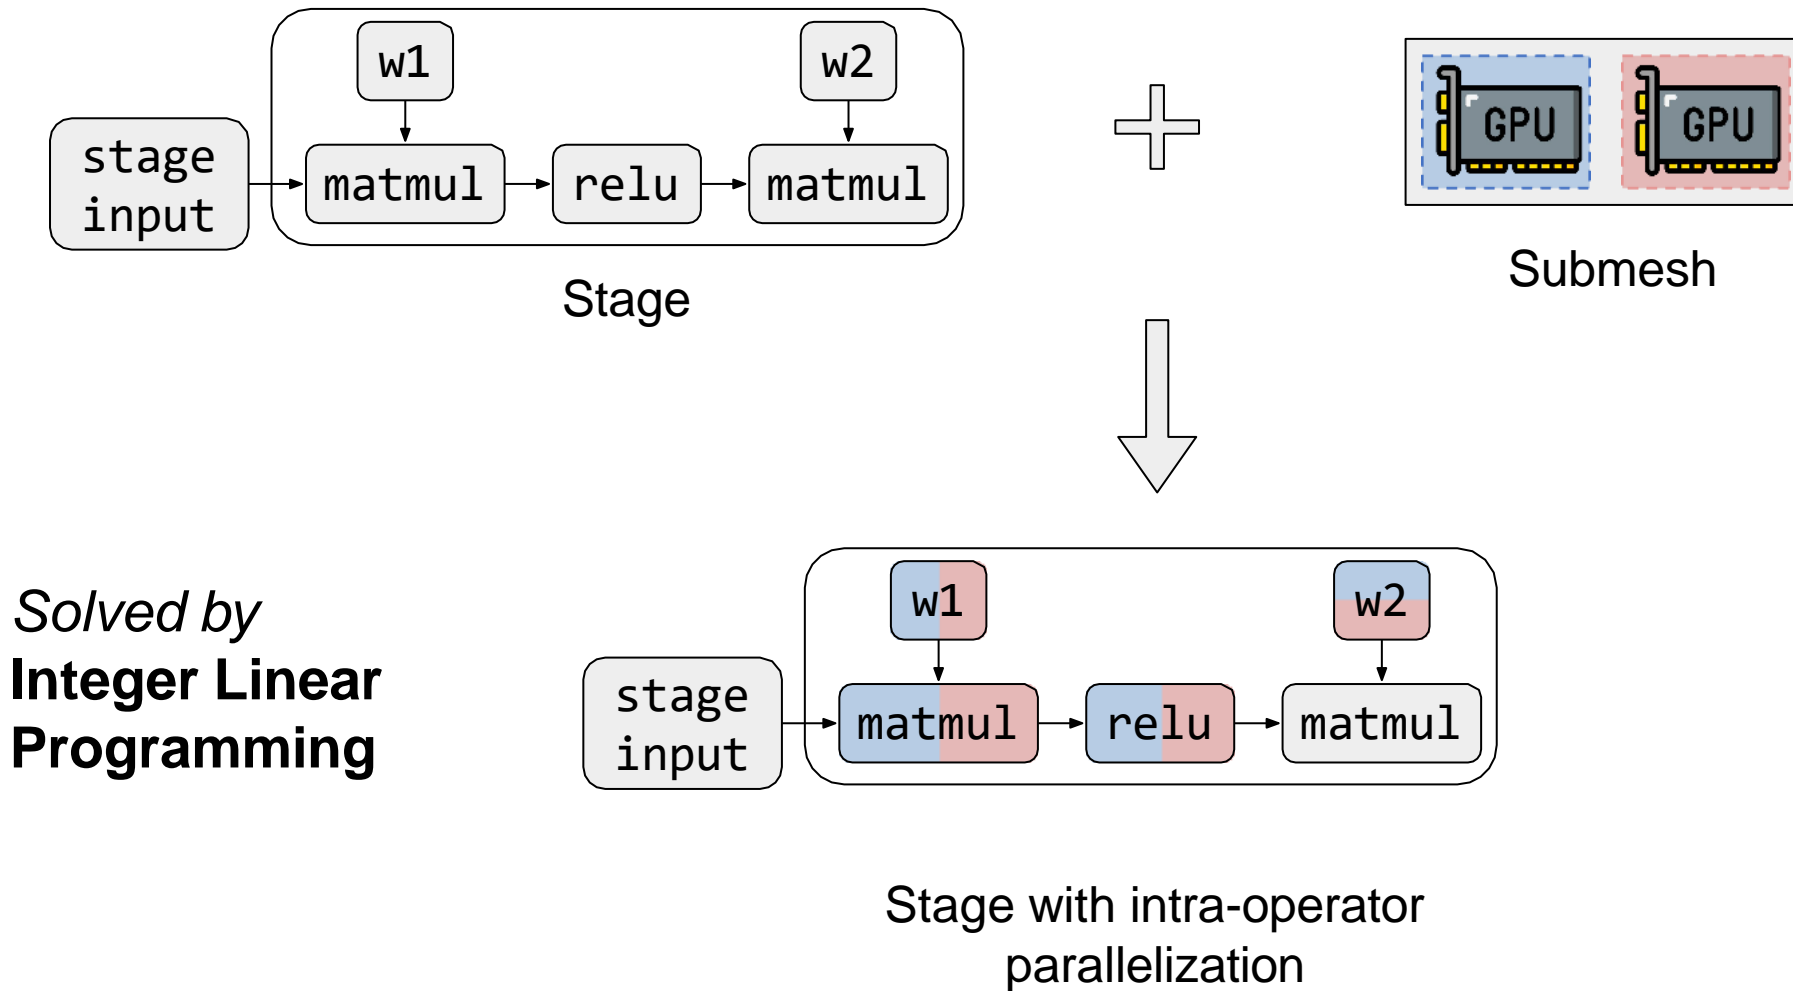 w1
w2
stage
input
matmul
relu
matmul
Stage
GPU
GPU
Submesh
Solved by
Integer Linear
Programming
w1
w2
stage
input
matmul
relu
matmul
Stage with intra-operator
parallelization